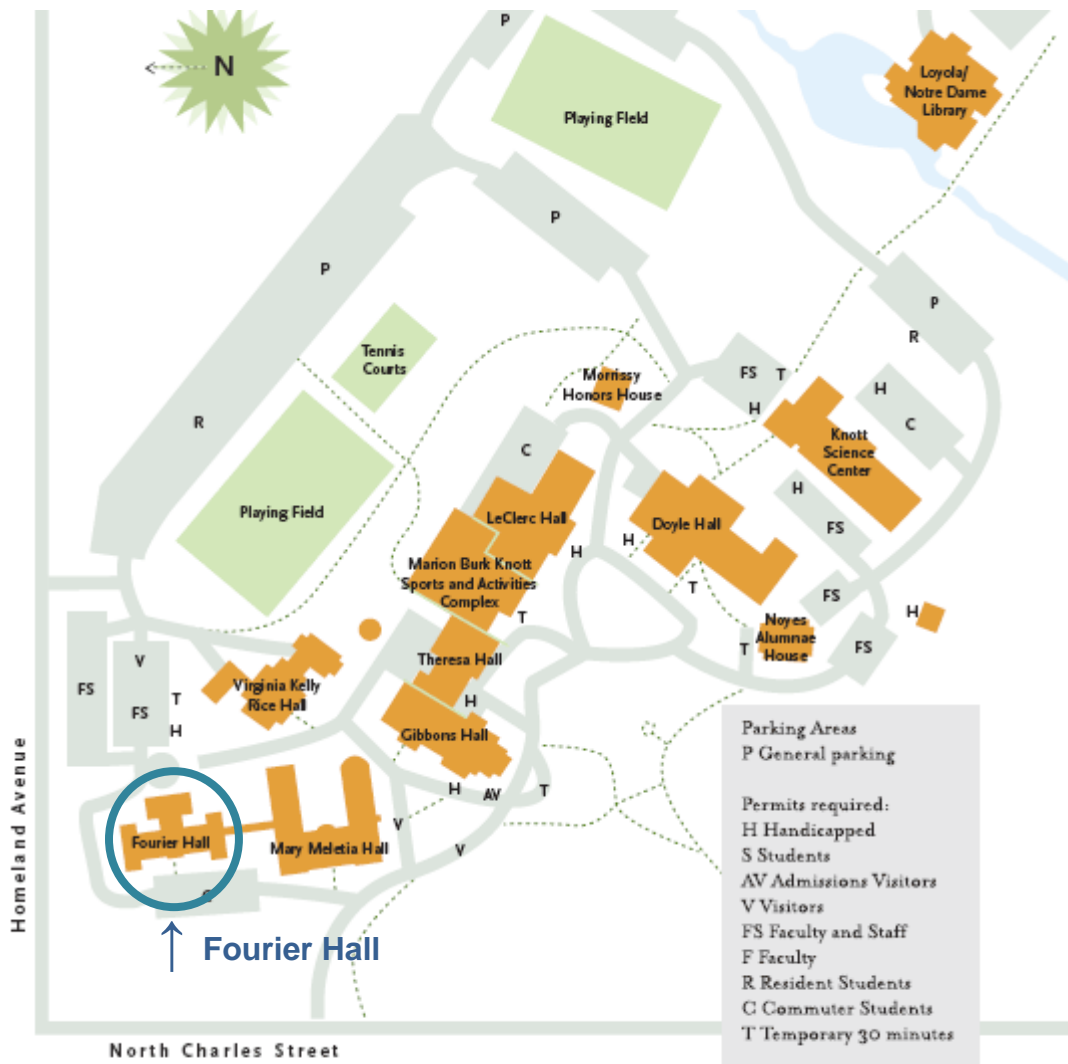 P
N
Loyola/
Notre Dame
Library
Playing Field
P
P
P
R
Tennis
Courts
Morrissy
Honors House
FS
T
H
H
C
Knott
Science
Center
R
C
Playing Field
LeClerc Hall
Doyle Hall
H
FS
H
H
Marion Burk Knott
Sports and Activities
Complex
T
T
FS
H
Noyes
Alumnae
House
T
FS
Theresa Hall
V
FS
FS
T
H
Virginia Kelly
Rice Hall
H
Gibbons Hall
H
AV
T
V
V
Fourier Hall
Mary Meletia Hall
Fourier Hall
Homeland Avenue
North Charles Street
Parking Areas
P General parking
Permits required:
H Handicapped
S Students
AV Admissions Visitors
V Visitors
FS Faculty and Staff
F Faculty
R Resident Students
C Commuter Students
T Temporary 30 minutes